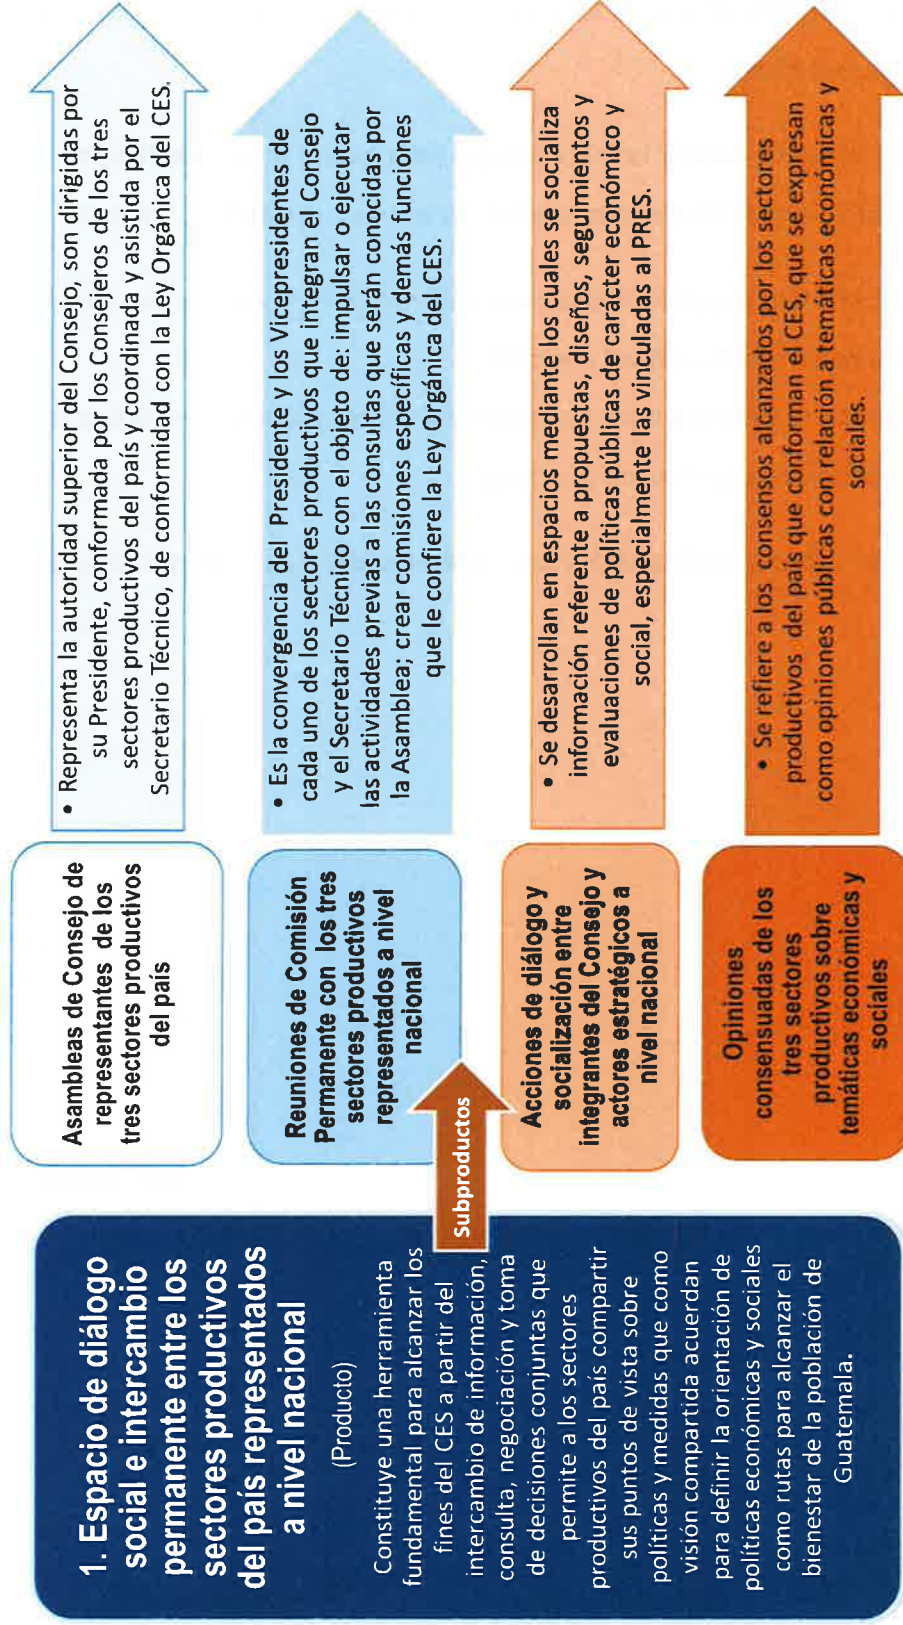 1. Espacio de diálogo
social e intercambio
permanente entre los
sectores productivos
del país representados
a nivel nacional
(Producto)
Constituye una herramienta
fundamental para alcanzar los
fines del CES a partir del
intercambio de información,
consulta, negociación y toma
de decisiones conjuntas que
permite a los sectores
productivos del país compartir
sus puntos de vista sobre
políticas y medidas que como
visión compartida acuerdan
para definir la orientación de
políticas económicas y sociales
como rutas para alcanzar el
bienestar de la población de
Guatemala.
Subproductos
Asambleas de Consejo de
representantes de los
tres sectores productivos
del país
• Representa la autoridad superior del Consejo, son dirigidas por
su Presidente, conformada por los Consejeros de los tres
sectores productivos del país y coordinada y asistida por el
Secretario Técnico, de conformidad con la Ley Orgánica del CES.
Reuniones de Comisión
Permanente con los tres
sectores productivos
representados a nivel
nacional
• Es la convergencia del Presidente y los Vicepresidentes de
cada uno de los sectores productivos que integran el Consejo
y el Secretario Técnico con el objeto de: impulsar o ejecutar
las actividades previas a las consultas que serán conocidas por
la Asamblea; crear comisiones específicas y demás funciones
que le confiere la Ley Orgánica del CES.
Acciones de diálogo y
socialización entre
integrantes del Consejo y
actores estratégicos a
nivel nacional
• Se desarrollan en espacios mediante los cuales se socializa
información referente a propuestas, diseños, seguimientos y
evaluaciones de políticas públicas de carácter económico y
social, especialmente las vinculadas al PRES.
Opiniones
consensuadas de los
tres sectores
productivos sobre
temáticas económicas y
sociales
• Se refiere a los consensos alcanzados por los sectores
productivos del país que conforman el CES, que se expresan
como opiniones públicas con relación a temáticas económicas y
sociales.